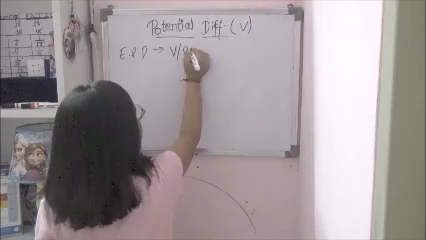 Potential Diff. (V)
E.P.D → V/P.